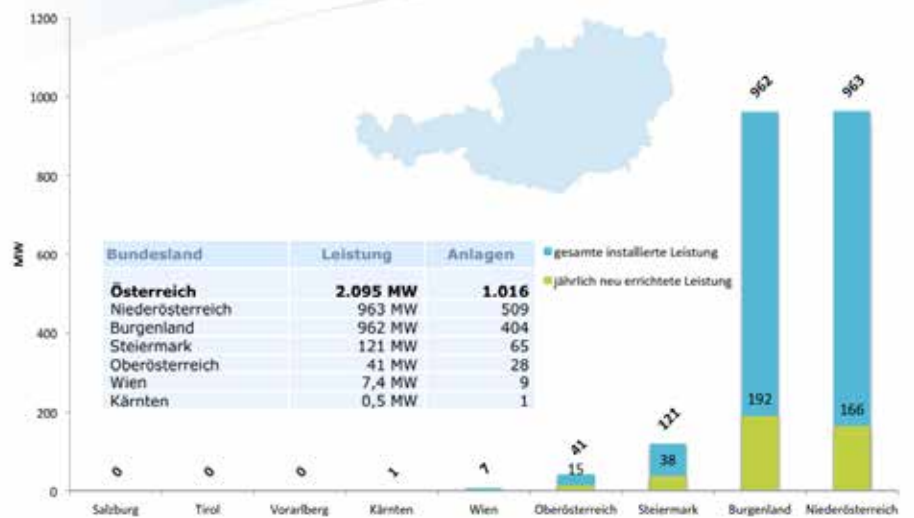 1200
1000
800
600
400
200
0
MW
962
963
Bundesland Leistung Anlagen
Österreich 2.095 MW 1.016
Niederösterreich 963 MW 509
Burgenland 962 MW 404
Steiermark 121 MW 65
Oberösterreich 41 MW 28
Wien 7,4 MW 9
Kärnten 0,5 MW 1
gesamte installierte Leistung
jährlich neu errichtete Leistung
192
166
0
0
0
1
7
41
15
121
38
Salzburg Tirol Vorarlberg Kärnten Wien Oberösterreich Steiermark Burgenland Niederösterreich